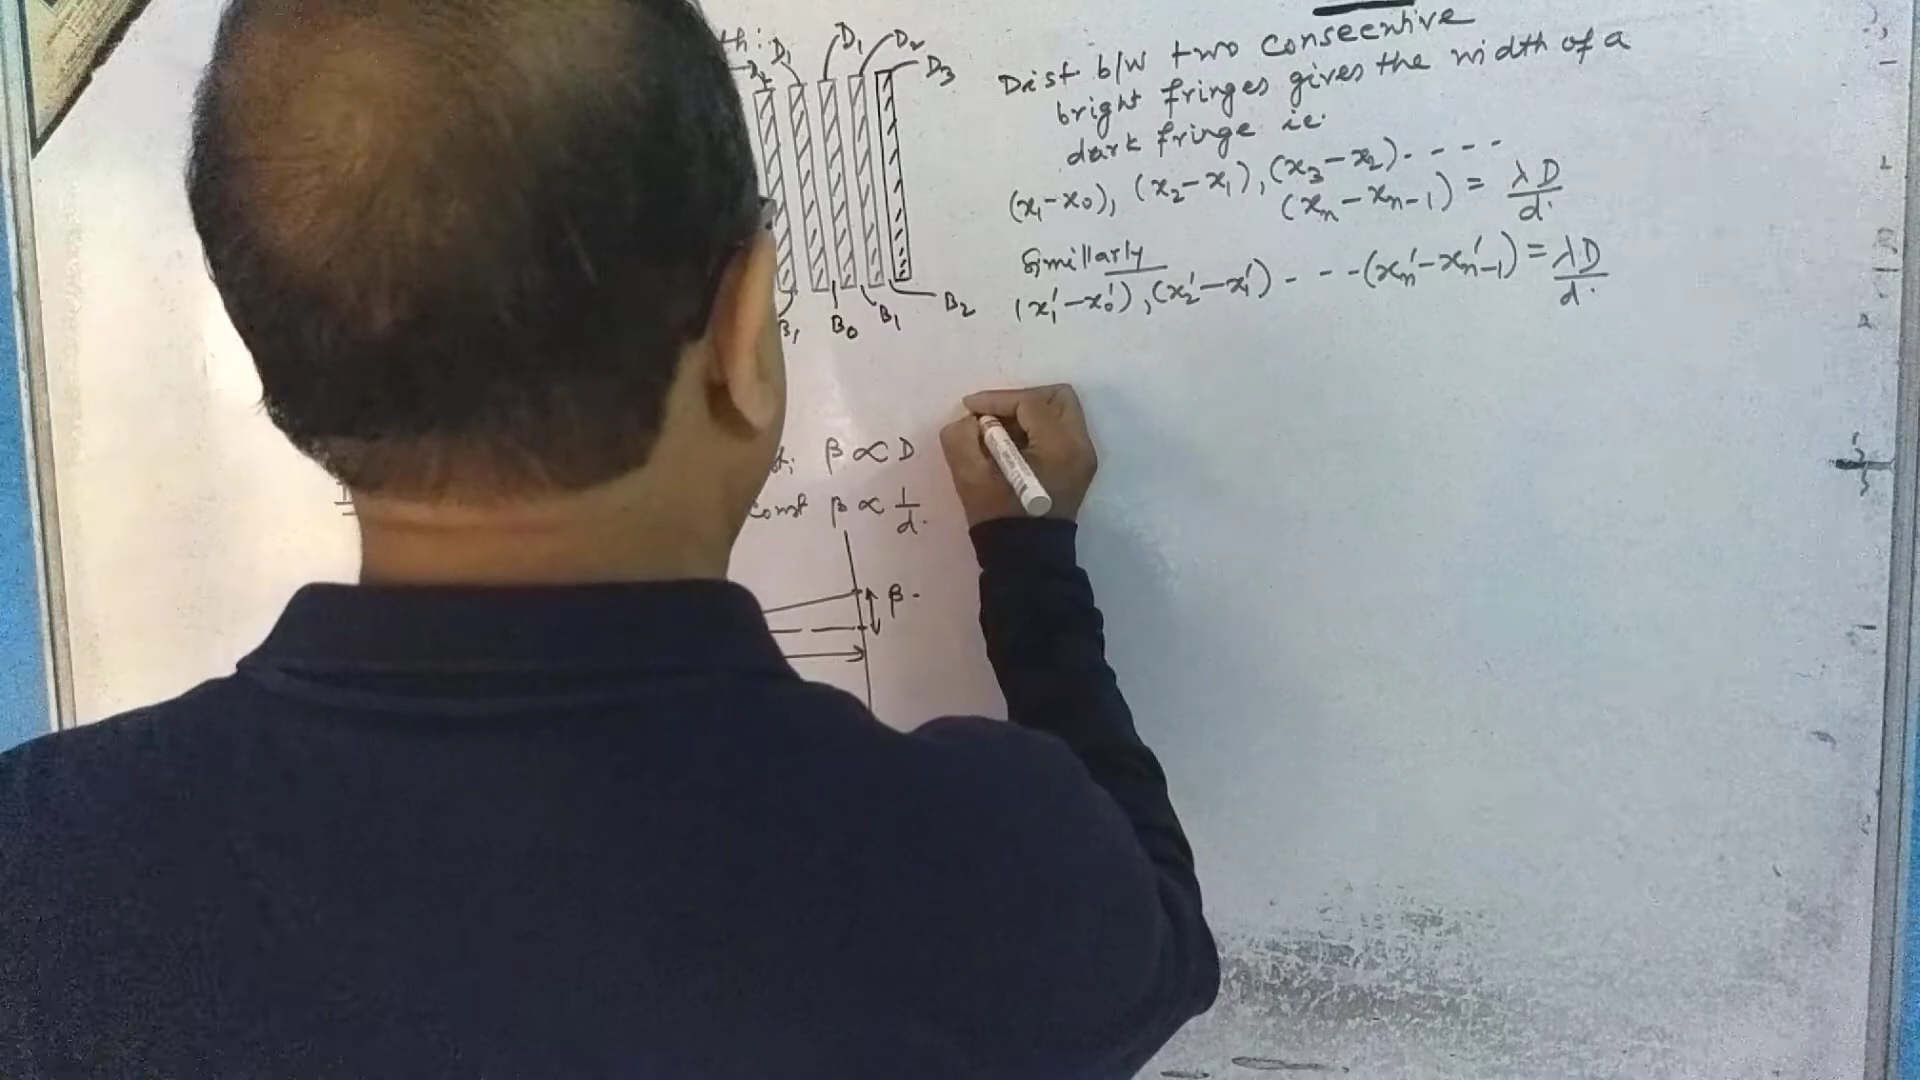 th:
D1
D1
D2
D3
B1
B0
B1
B2
β ∝ D
const β ∝ 1/d.
β.
Dist b/w two consecutive
bright fringes gives the width of a
dark fringe ie.
(x1-x0), (x2-x1), (x3-x2)-----
(xn-xn-1) = λD/d.
Simillarly
(x1'-x0'), (x2'-x1')- - - -(xn'-xn'-1) = λD/d.